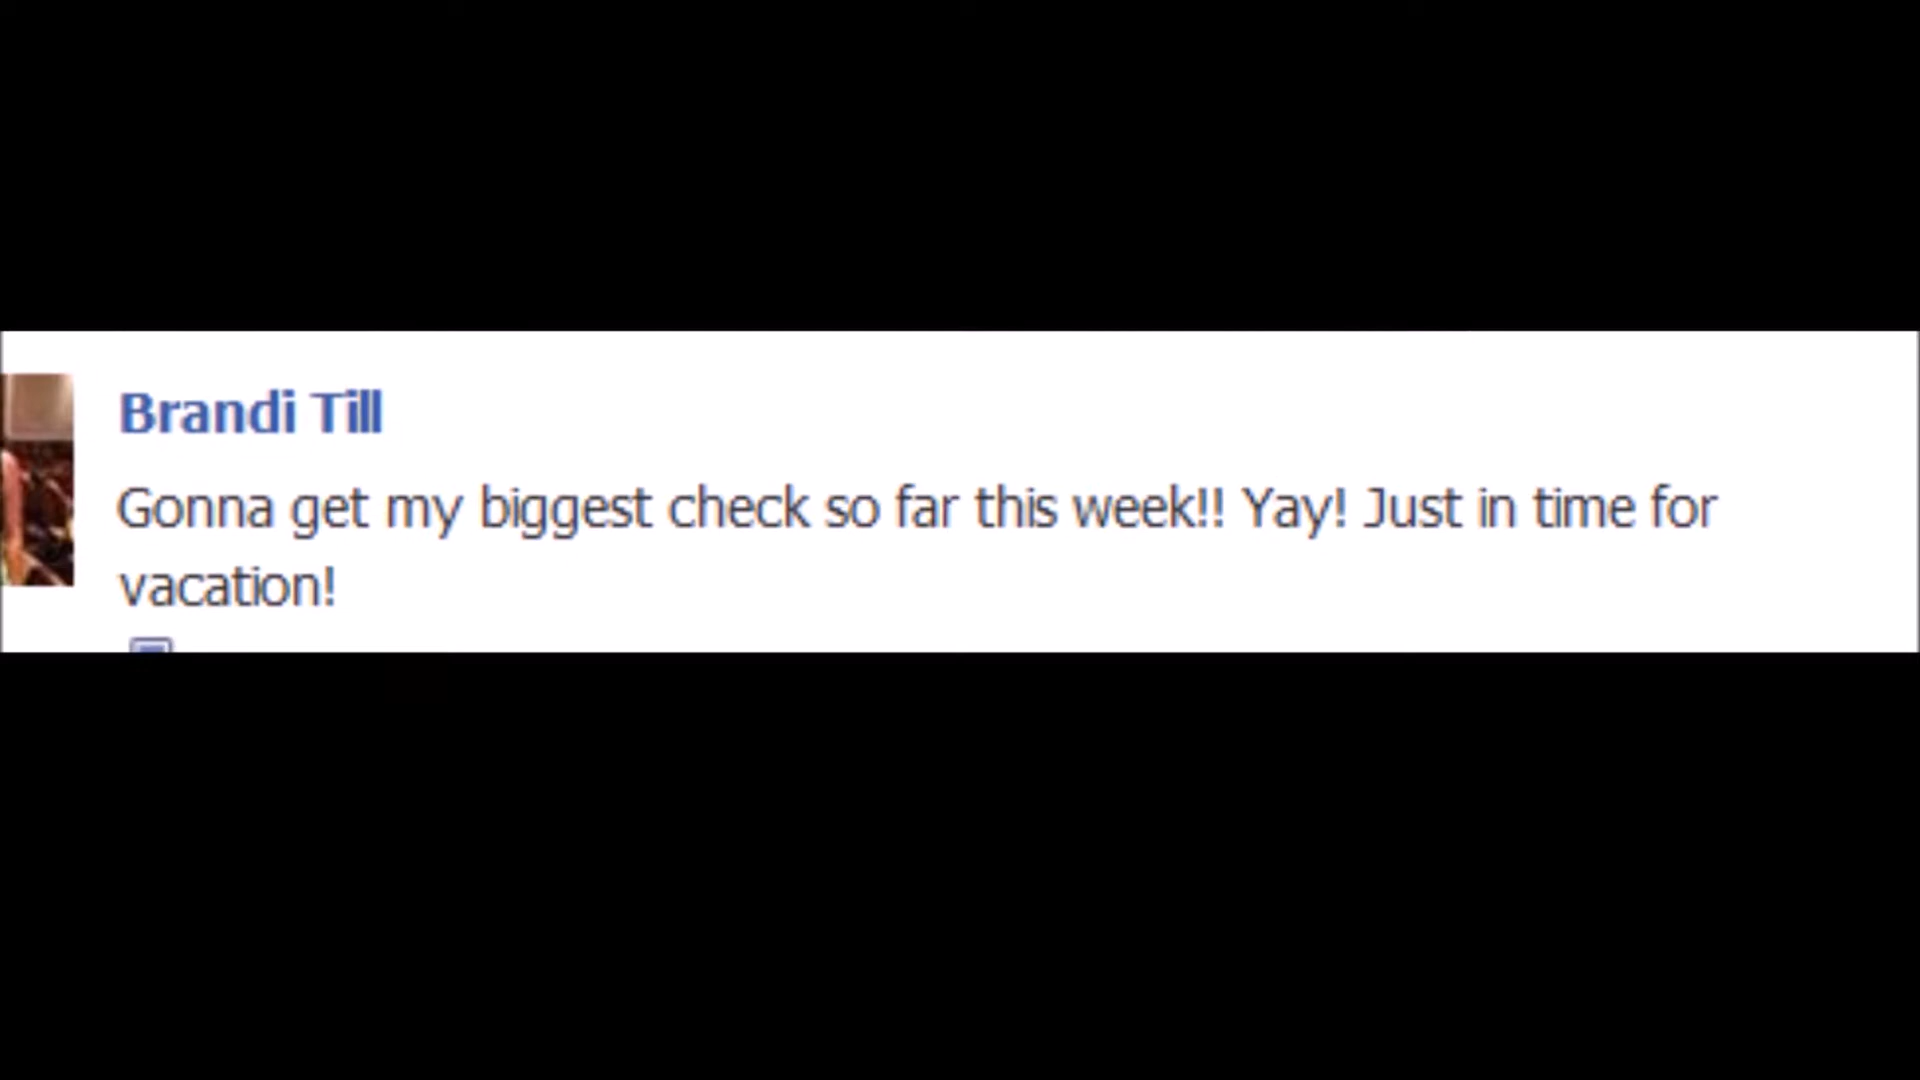 Brandi Till
Gonna get my biggest check so far this week!! Yay! Just in time for
vacation!